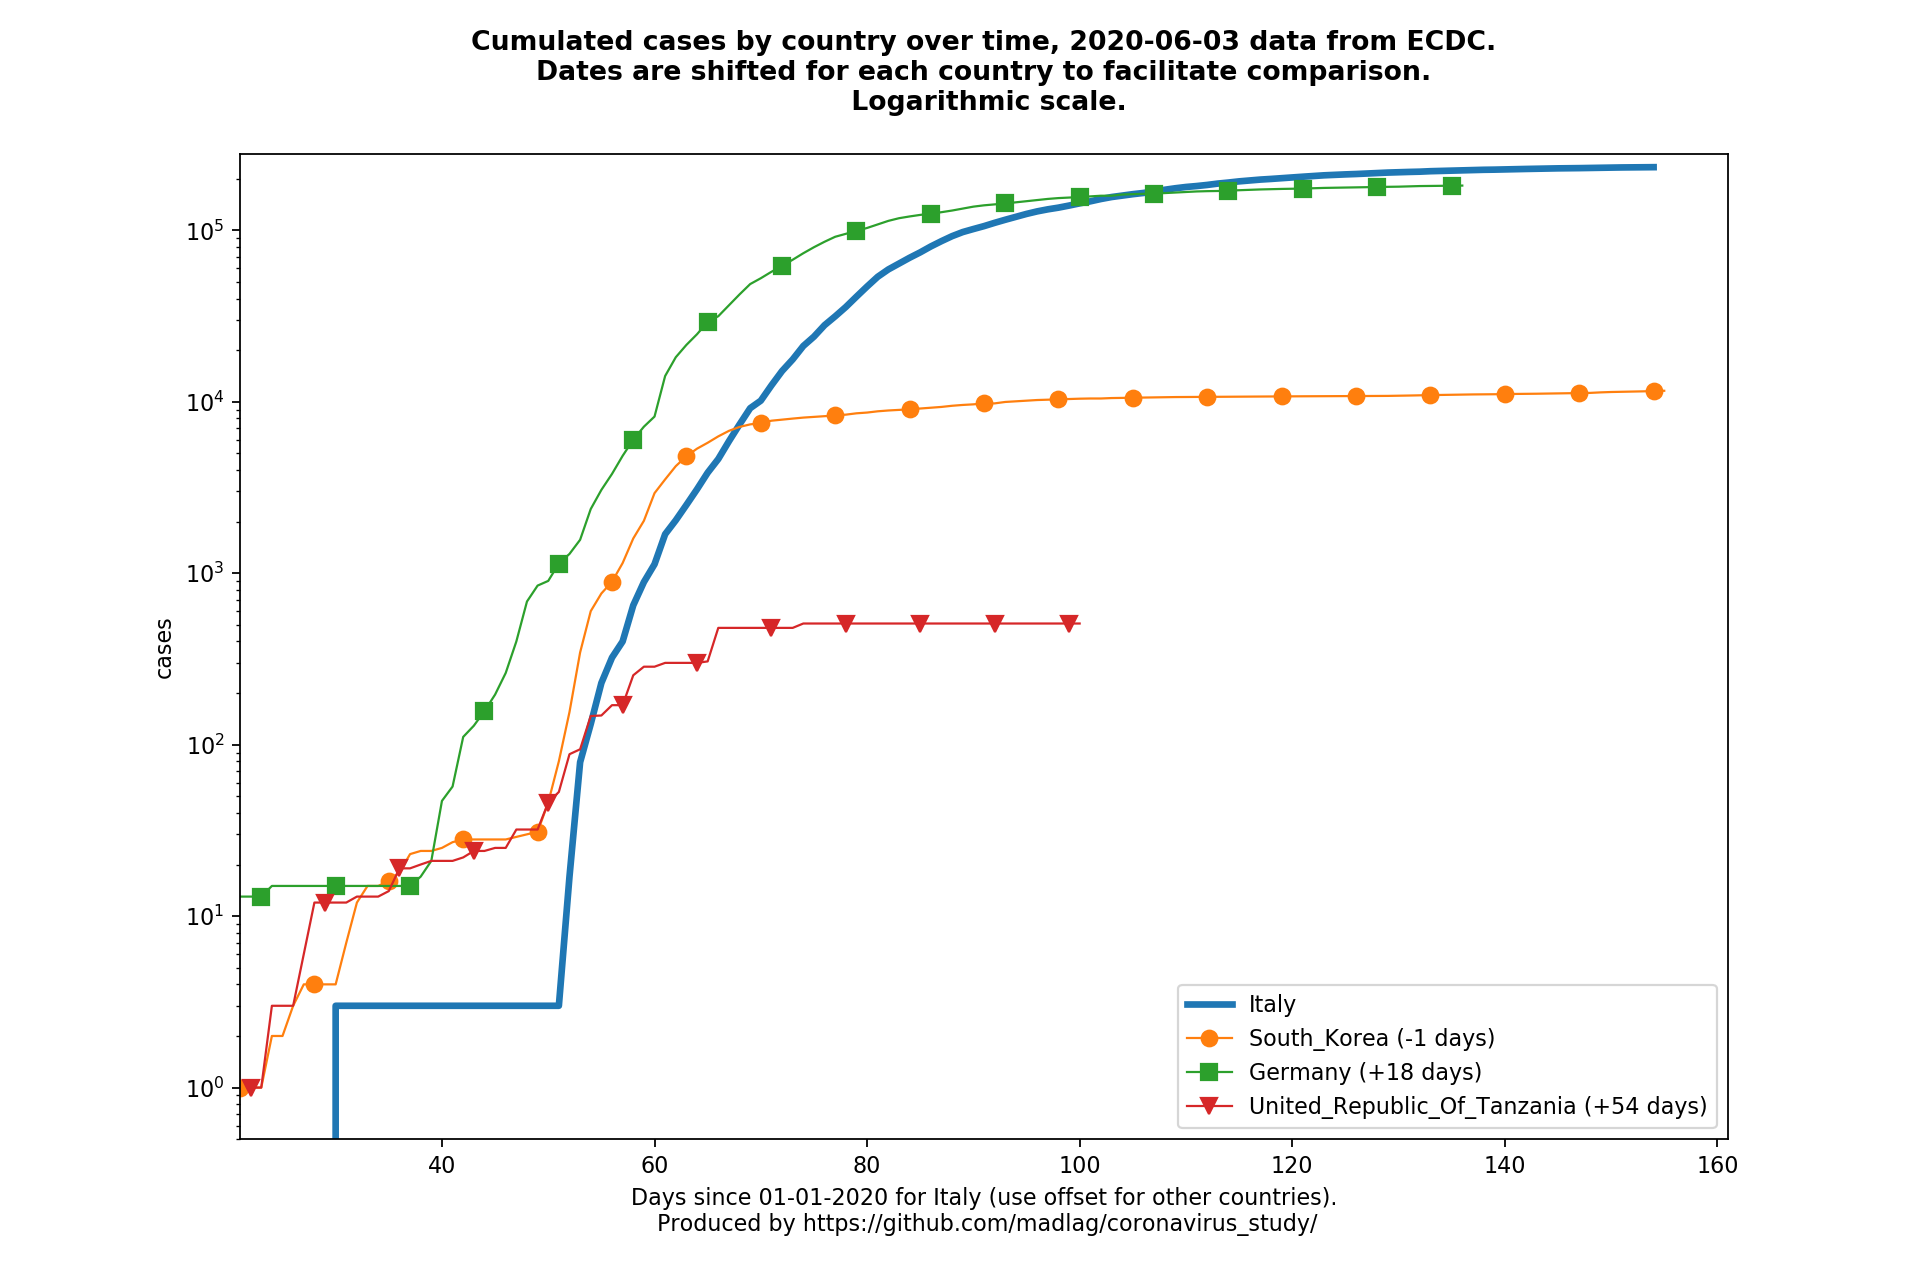 Cumulated cases by country over time, 2020-06-03 data from ECDC.
Dates are shifted for each country to facilitate comparison.
Logarithmic scale.
cases
10^5
10^4
10^3
10^2
10^1
10^0
40 60 80 100 120 140 160
Italy
South_Korea (-1 days)
Germany (+18 days)
United_Republic_Of_Tanzania (+54 days)
Days since 01-01-2020 for Italy (use offset for other countries).
Produced by https://github.com/madlag/coronavirus_study/